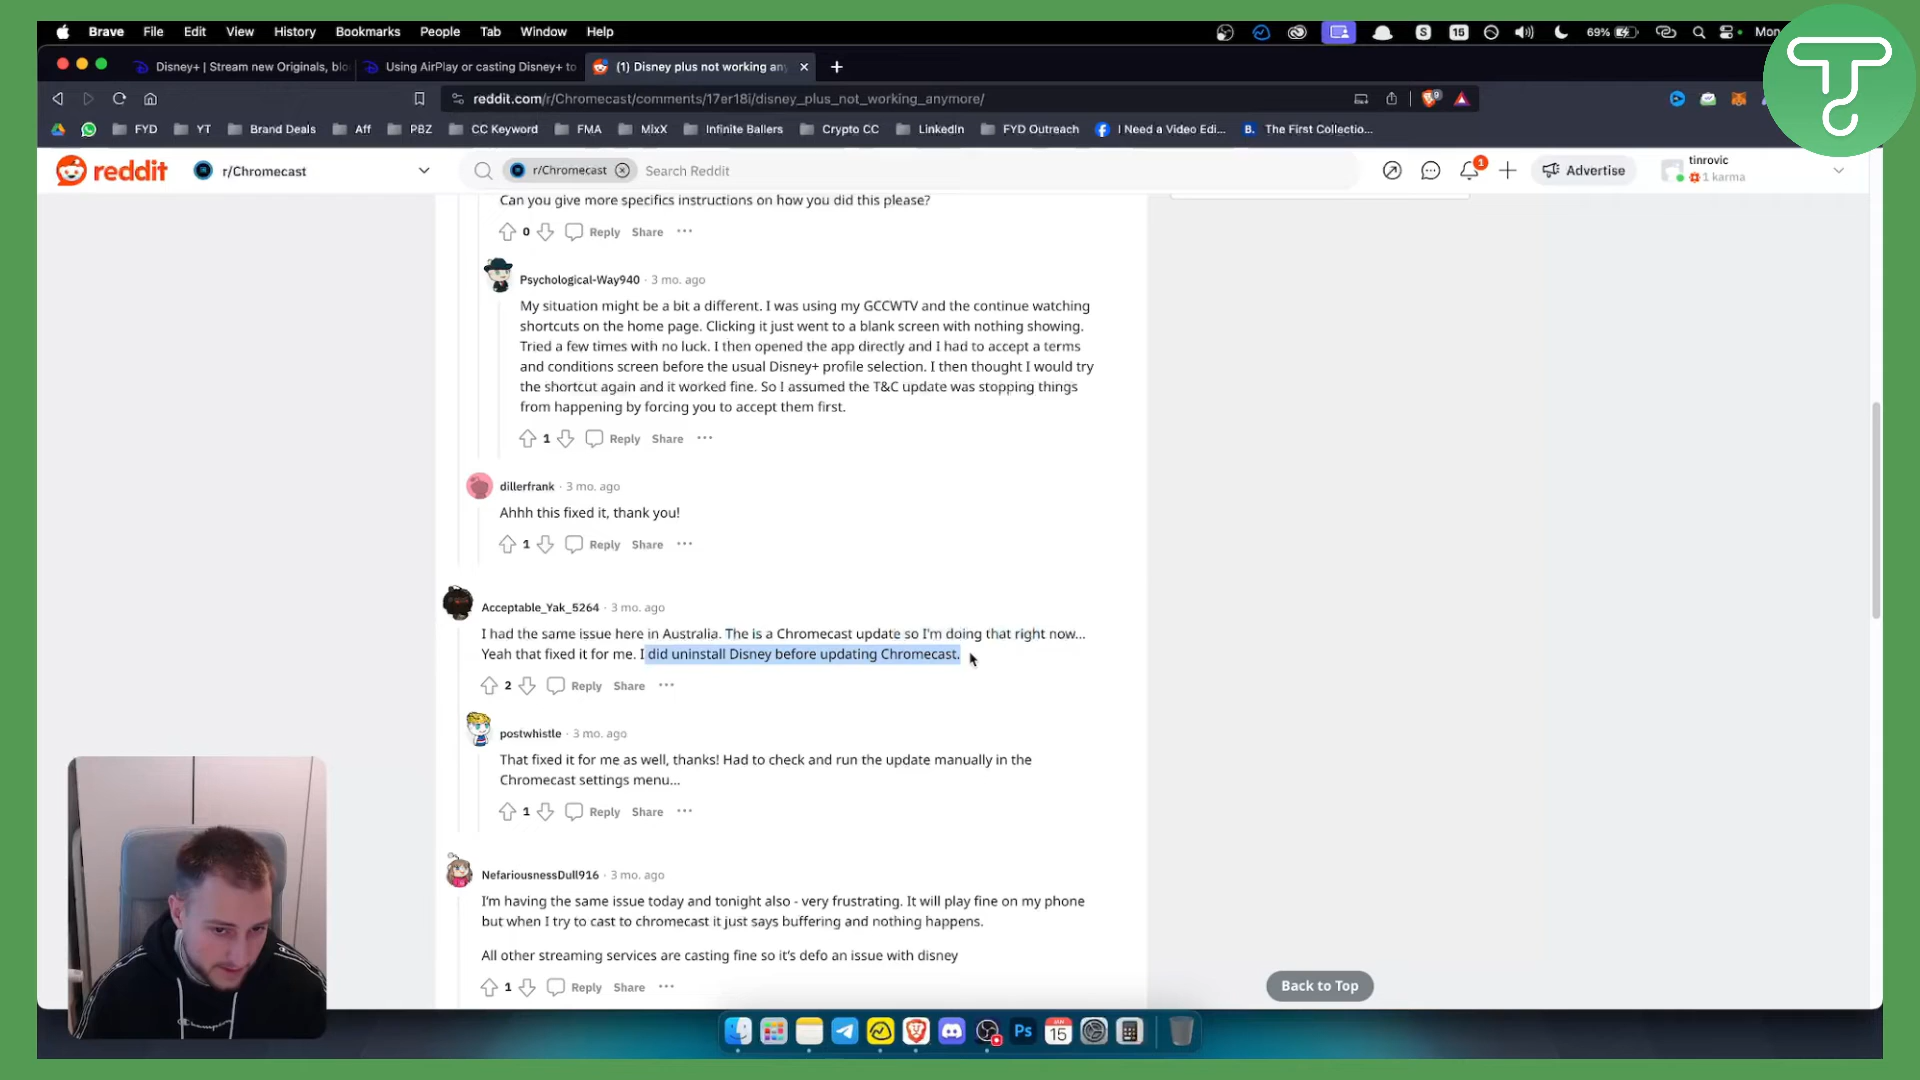 Brave File Edit View History Bookmarks People Tab Window Help
S 15 69% Mon
Disney+ | Stream new Originals, blo
Using AirPlay or casting Disney+ to
(1) Disney plus not working an
reddit.com/r/Chromecast/comments/17er18i/disney_plus_not_working_anymore/
9
FYD YT Brand Deals Aff PBZ CC Keyword FMA MixX Infinite Ballers Crypto CC LinkedIn FYD Outreach I Need a Video Edi... B. The First Collectio...
reddit r/Chromecast
r/Chromecast Search Reddit
1 Advertise
tinrovic
1 karma
Can you give more specifics instructions on how you did this please?
0 Reply Share ...
Psychological-Way940 · 3 mo. ago
My situation might be a bit a different. I was using my GCCWTV and the continue watching
shortcuts on the home page. Clicking it just went to a blank screen with nothing showing.
Tried a few times with no luck. I then opened the app directly and I had to accept a terms
and conditions screen before the usual Disney+ profile selection. I then thought I would try
the shortcut again and it worked fine. So I assumed the T&C update was stopping things
from happening by forcing you to accept them first.
1 Reply Share ...
dillerfrank · 3 mo. ago
Ahhh this fixed it, thank you!
1 Reply Share ...
Acceptable_Yak_5264 · 3 mo. ago
I had the same issue here in Australia. The is a Chromecast update so I'm doing that right now...
Yeah that fixed it for me. I did uninstall Disney before updating Chromecast.
2 Reply Share ...
postwhistle · 3 mo. ago
That fixed it for me as well, thanks! Had to check and run the update manually in the
Chromecast settings menu...
1 Reply Share ...
NefariousnessDull916 · 3 mo. ago
I'm having the same issue today and tonight also - very frustrating. It will play fine on my phone
but when I try to cast to chromecast it just says buffering and nothing happens.
All other streaming services are casting fine so it's defo an issue with disney
1 Reply Share ...
Back to Top
Ps
JAN
15